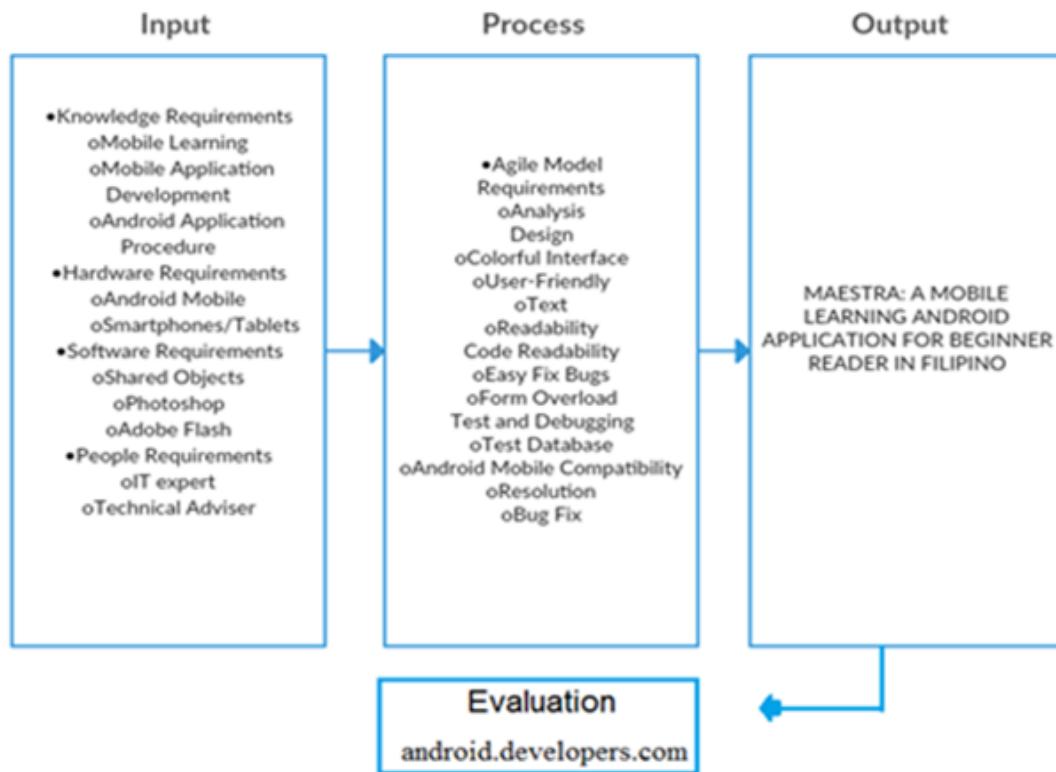 Input
•Knowledge Requirements
oMobile Learning
oMobile Application
Development
oAndroid Application
Procedure
•Hardware Requirements
oAndroid Mobile
oSmartphones/Tablets
•Software Requirements
oShared Objects
oPhotoshop
oAdobe Flash
•People Requirements
oIT expert
oTechnical Adviser
Process
•Agile Model
Requirements
oAnalysis
Design
oColorful Interface
oUser-Friendly
oText
oReadability
Code Readability
oEasy Fix Bugs
oForm Overload
Test and Debugging
oTest Database
oAndroid Mobile Compatibility
oResolution
oBug Fix
Output
MAESTRA: A MOBILE
LEARNING ANDROID
APPLICATION FOR BEGINNER
READER IN FILIPINO
Evaluation
android.developers.com